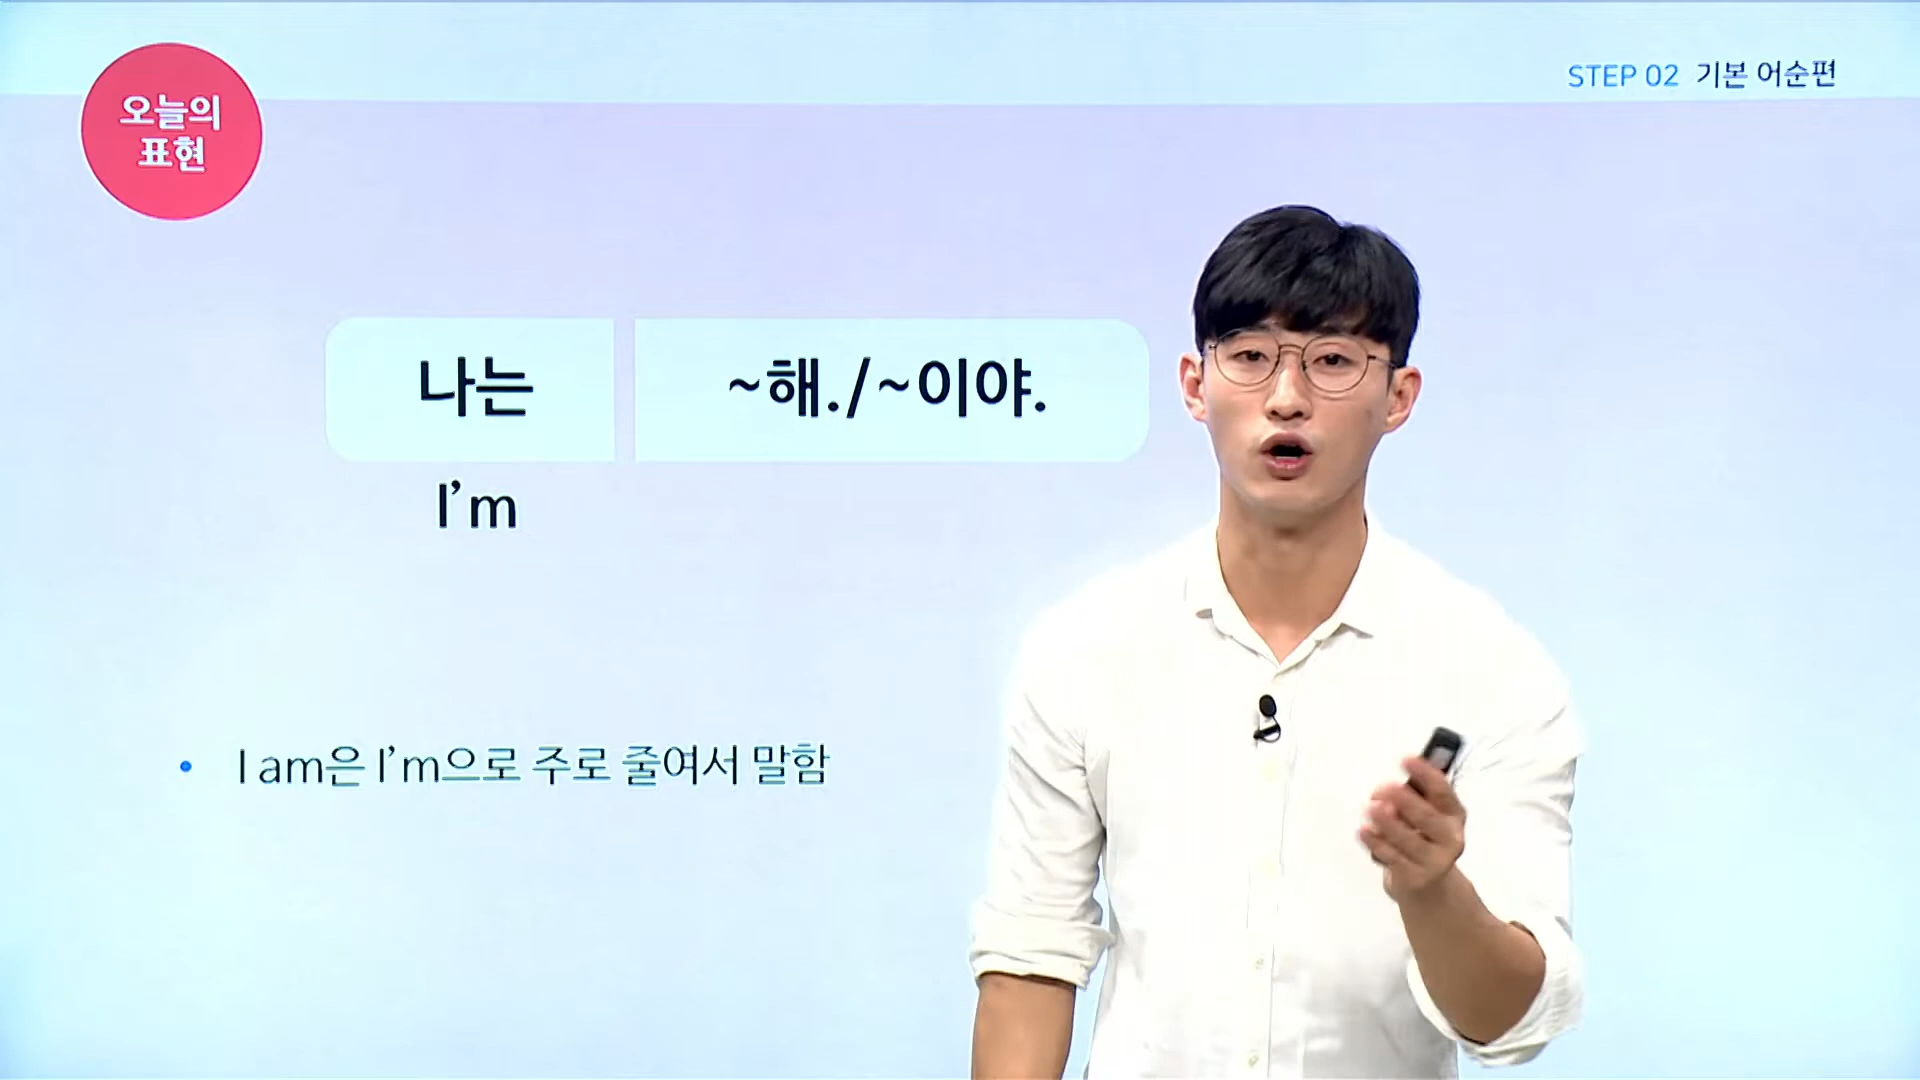 오늘의
표현
STEP 02 기본 어순편
나는 ~해./~이야.
I’m
• I am은 I’m으로 주로 줄여서 말함